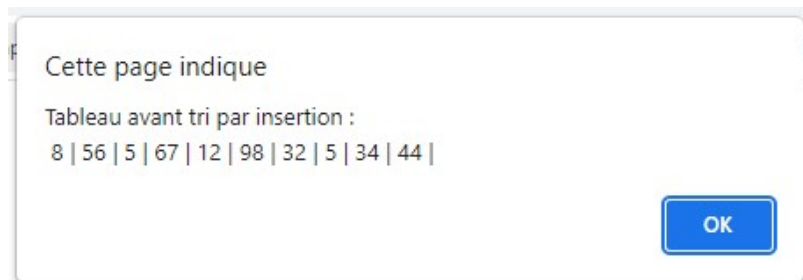 Cette page indique
Tableau avant tri par insertion :
8 | 56 | 5 | 67 | 12 | 98 | 32 | 5 | 34 | 44 |
OK